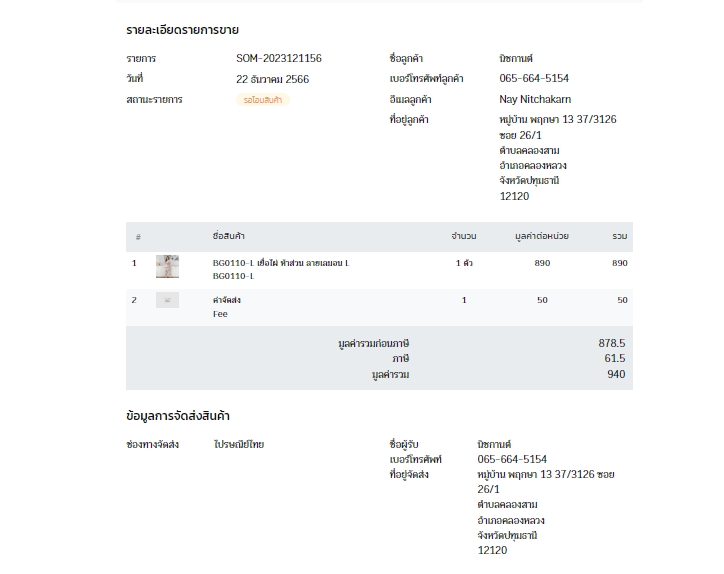 รายละเอียดรายการขาย
รายการ SOM-2023121156
วันที่ 22 ธันวาคม 2566
สถานะรายการ รอโอนสินค้า
ชื่อลูกค้า นิชกานต์
เบอร์โทรศัพท์ลูกค้า 065-664-5154
อีเมลลูกค้า Nay Nitchakarn
ที่อยู่ลูกค้า หมู่บ้าน พฤกษา 13 37/3126
ซอย 26/1
ตำบลคลองสาม
อำเภอคลองหลวง
จังหวัดปทุมธานี
12120
# ชื่อสินค้า จำนวน มูลค่าต่อหน่วย รวม
1 BG0110-L เยื่อไผ่ ห้าส่วน ลายเลมอน L 1 ตัว 890 890
BG0110-L
2 ค่าจัดส่ง 1 50 50
Fee
มูลค่ารวมก่อนภาษี 878.5
ภาษี 61.5
มูลค่ารวม 940
ข้อมูลการจัดส่งสินค้า
ช่องทางจัดส่ง ไปรษณีย์ไทย
ชื่อผู้รับ นิชกานต์
เบอร์โทรศัพท์ 065-664-5154
ที่อยู่จัดส่ง หมู่บ้าน พฤกษา 13 37/3126 ซอย
26/1
ตำบลคลองสาม
อำเภอคลองหลวง
จังหวัดปทุมธานี
12120